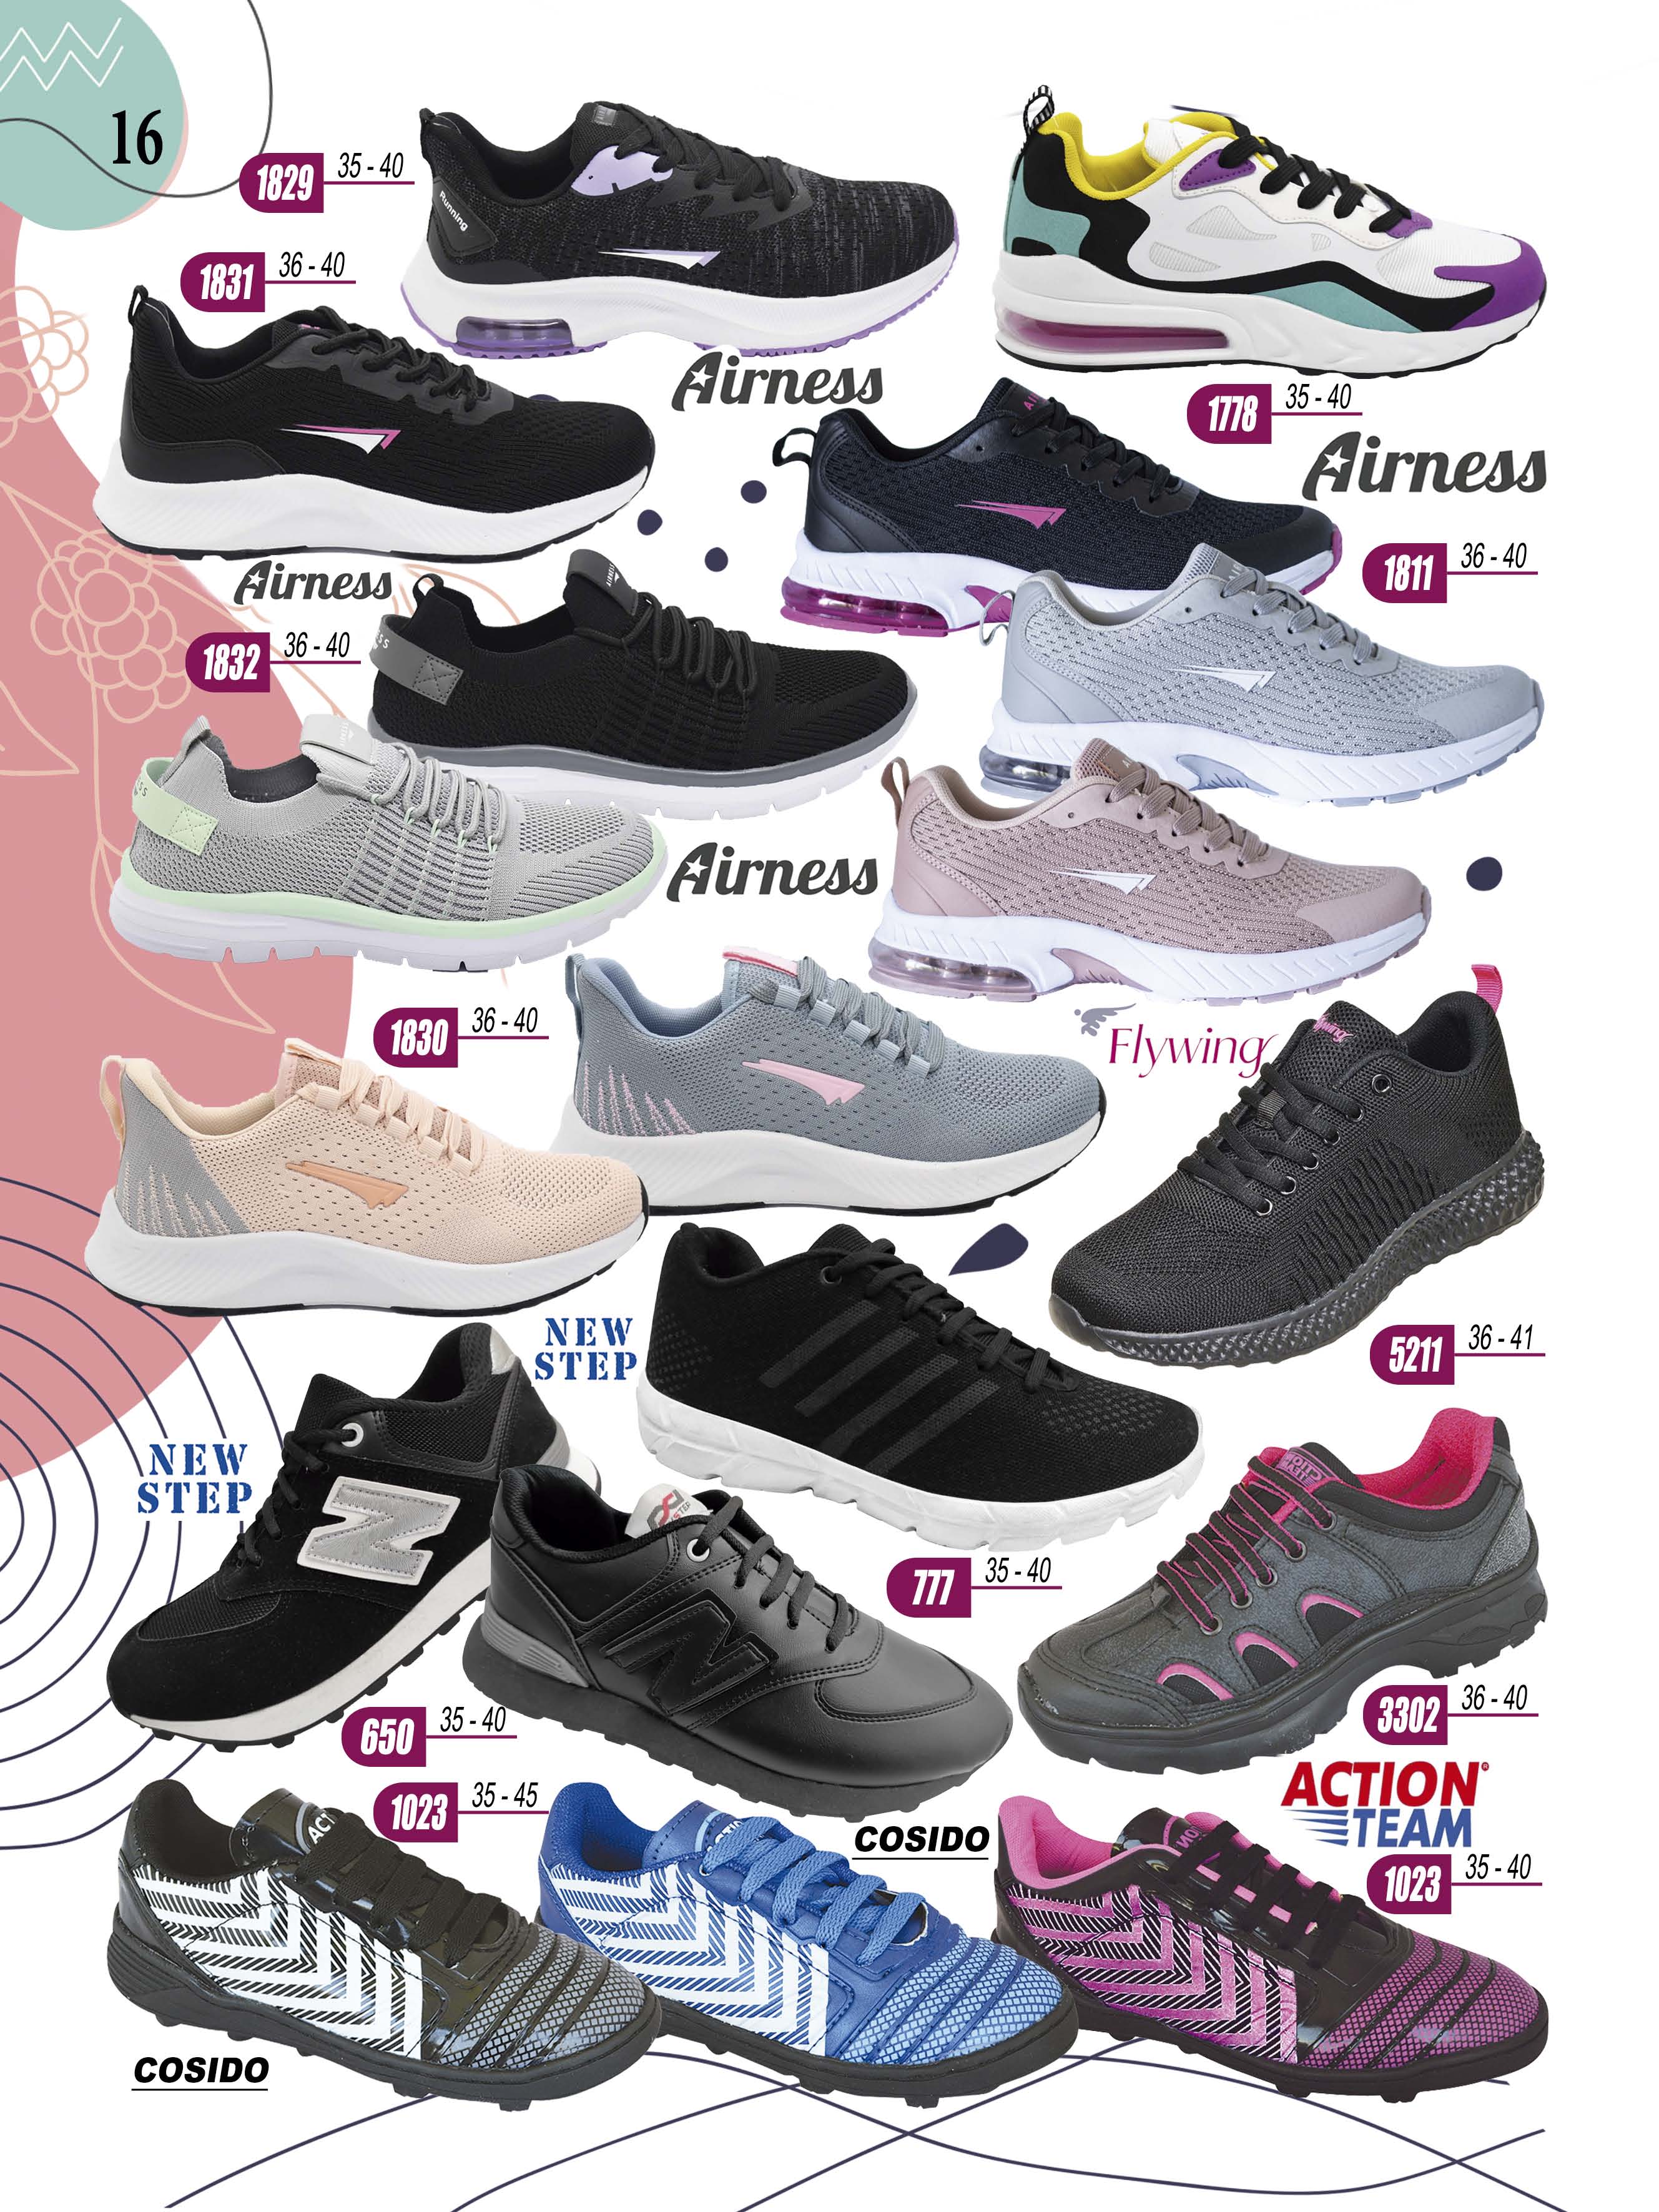 16
1829 35 - 40
Running
1831 36 - 40
Airness
1778 35 - 40
Airness
1811 36 - 40
Airness
1832 36 - 40
Airness
1830 36 - 40
Flywing
Flywing
5211 36 - 41
NEW
STEP
NEW
STEP
777 35 - 40
3302 36 - 40
650 35 - 40
ACTION
TEAM
1023 35 - 45
COSIDO
1023 35 - 40
COSIDO